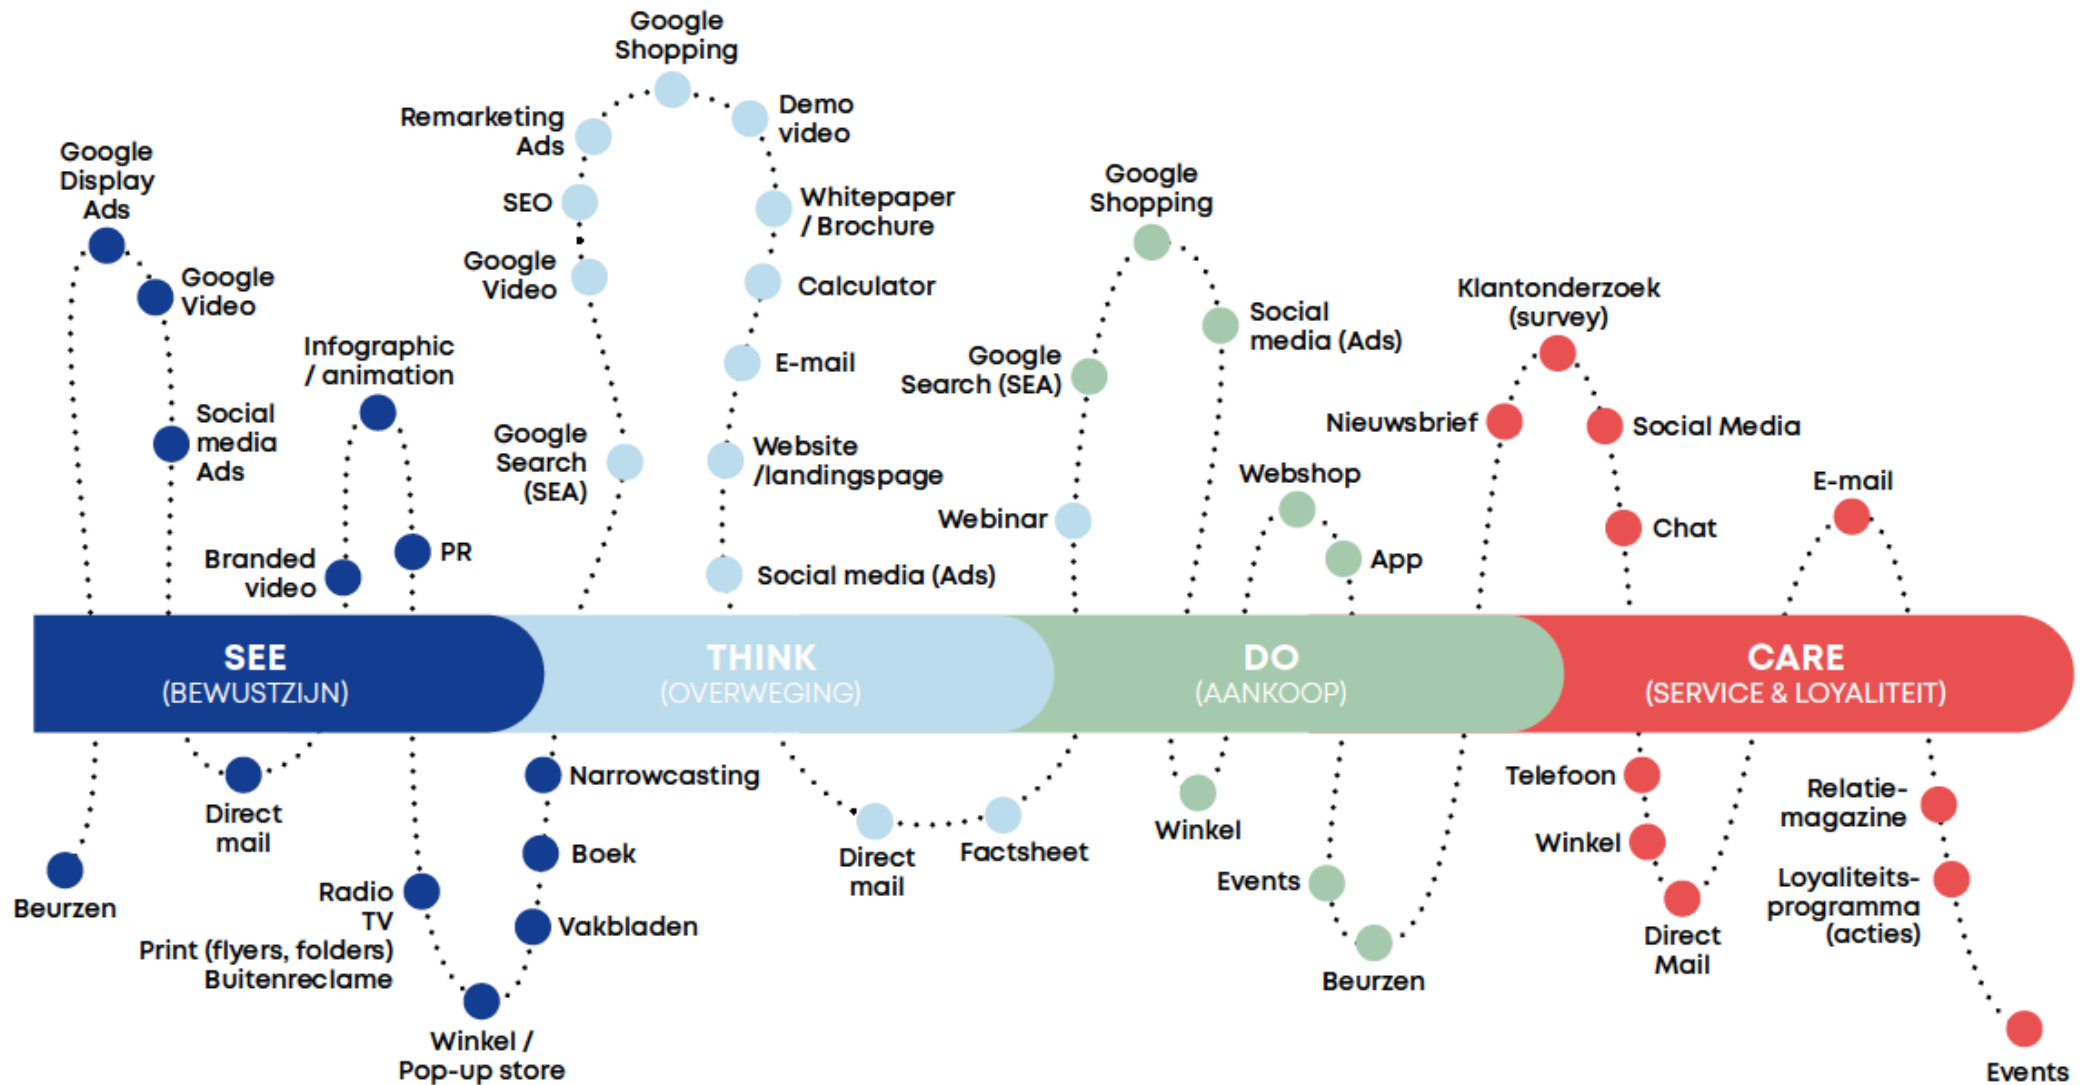 Google
Display
Ads
Google
Video
Social
media
Ads
Infographic
/ animation
Branded
video
PR
Google
Shopping
Remarketing
Ads
SEO
Google
Video
Google
Search
(SEA)
Demo
video
Whitepaper
/ Brochure
Calculator
E-mail
Website
/landingspage
Social media (Ads)
Google
Shopping
Google
Search (SEA)
Webinar
Social
media (Ads)
Webshop
App
Klantonderzoek
(survey)
Nieuwsbrief
Social Media
Chat
E-mail
SEE
(BEWUSTZIJN)
THINK
(OVERWEGING)
DO
(AANKOOP)
CARE
(SERVICE & LOYALITEIT)
Beurzen
Direct
mail
Radio
TV
Print (flyers, folders)
Buitenreclame
Winkel /
Pop-up store
Narrowcasting
Boek
Vakbladen
Direct
mail
Factsheet
Winkel
Events
Beurzen
Telefoon
Winkel
Direct
Mail
Relatie-
magazine
Loyaliteits-
programma
(acties)
Events